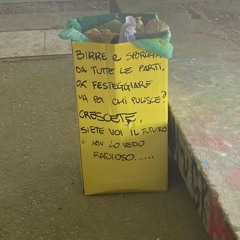 BIRRE e SPORCIZIA
DA TUTTE LE PARTI,
OK FESTEGGIARE
MA POI CHI PULISCE?
CRESCETE,
SIETE VOI IL FUTURO
E NON LO VEDO
RADIOSO......